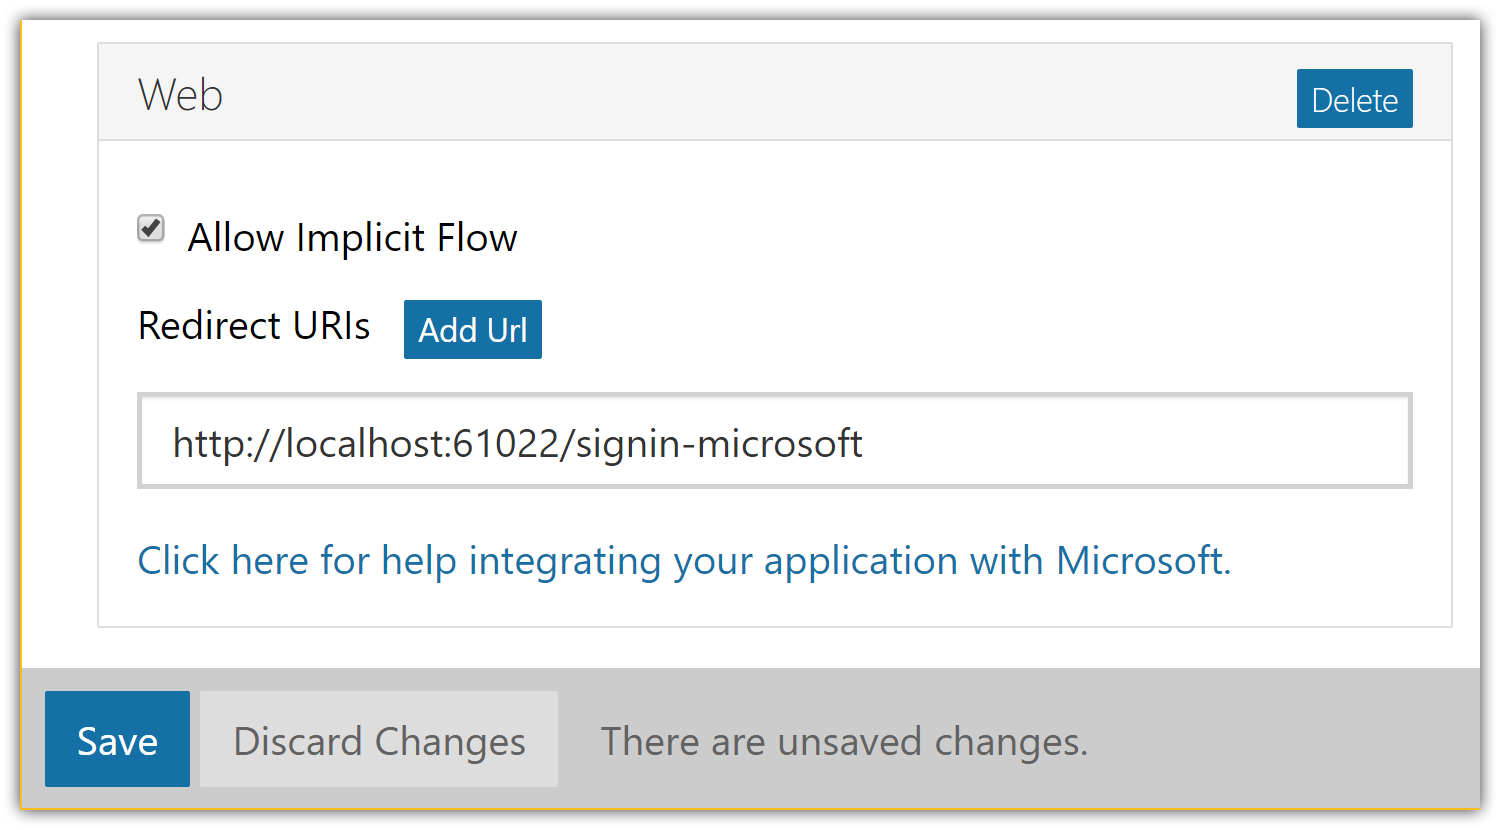 Web
Delete
Allow Implicit Flow
Redirect URIs
Add Url
http://localhost:61022/signin-microsoft
Click here for help integrating your application with Microsoft.
Save
Discard Changes
There are unsaved changes.